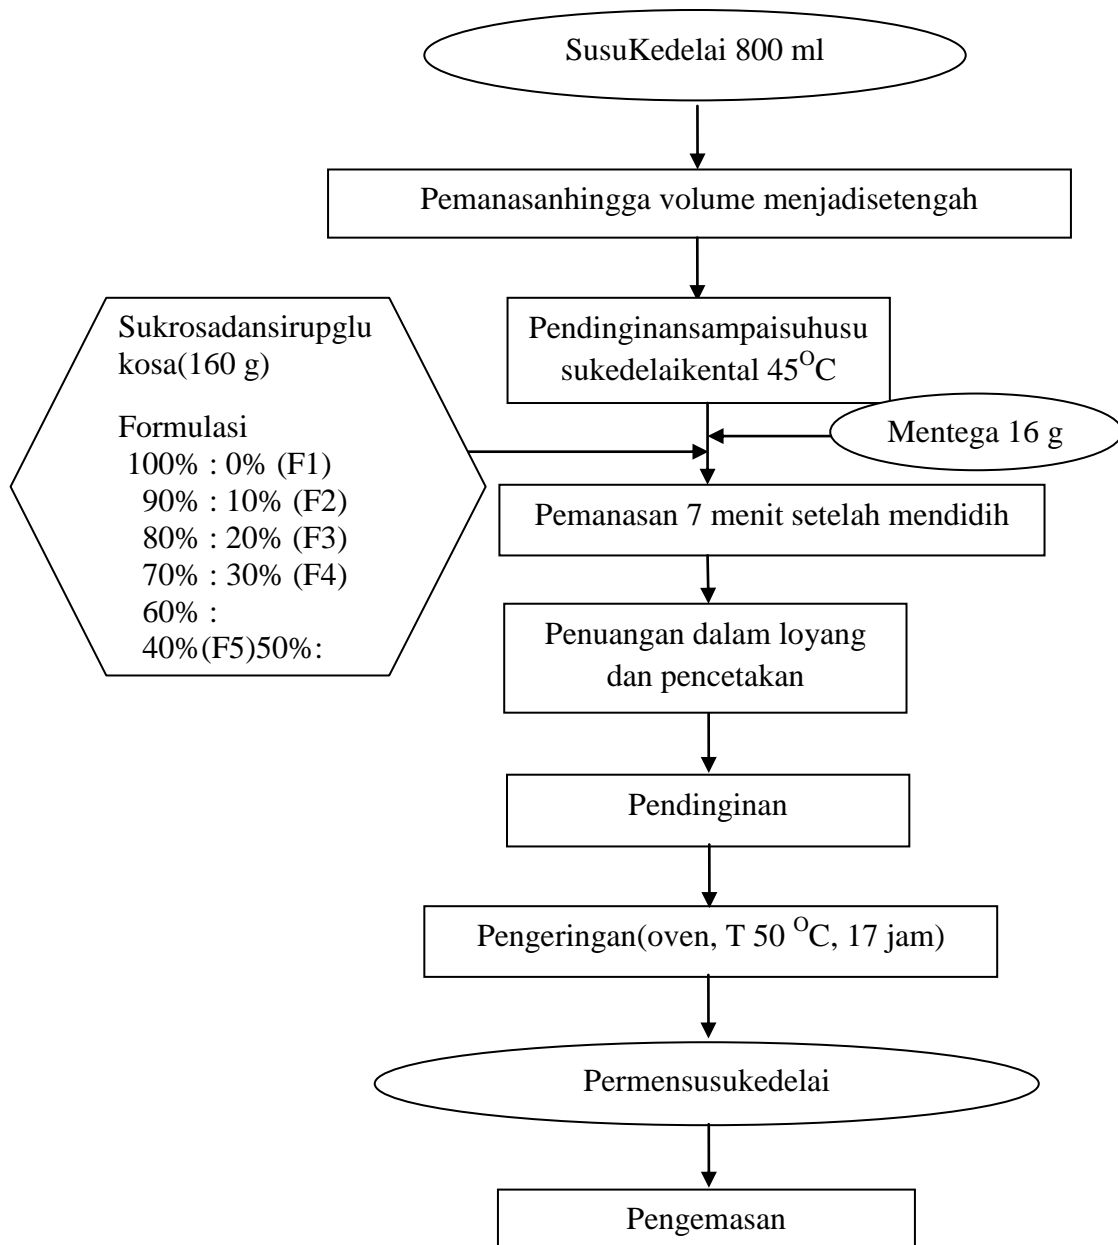 SusuKedelai 800 ml
Pemanasanhingga volume menjadisetengah
Pendinginansampaisuhusu
sukedelaikental 45°C
Sukrosadansirupglu
kosa(160 g)
Formulasi
100% : 0% (F1)
90% : 10% (F2)
80% : 20% (F3)
70% : 30% (F4)
60% :
40%(F5)50%:
Mentega 16 g
Pemanasan 7 menit setelah mendidih
Penuangan dalam loyang
dan pencetakan
Pendinginan
Pengeringan(oven, T 50 °C, 17 jam)
Permensusukedelai
Pengemasan